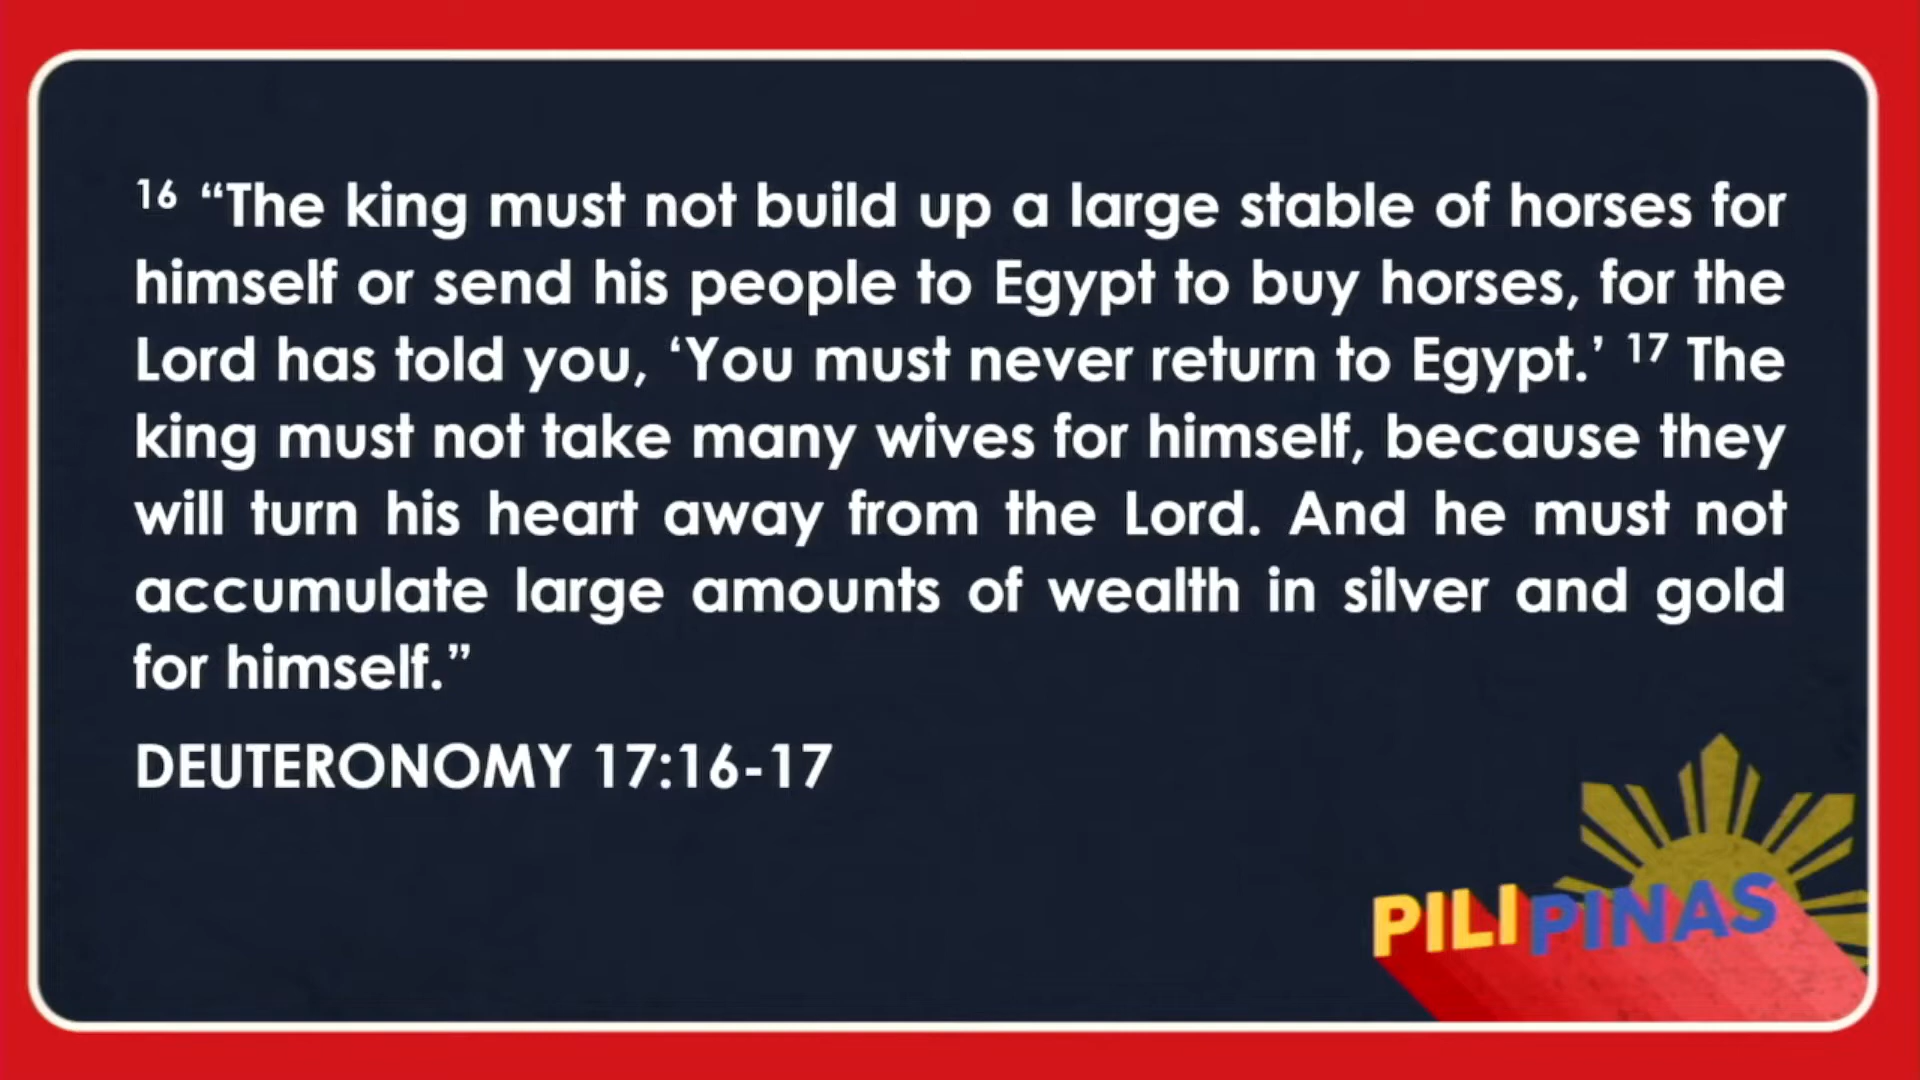 16 “The king must not build up a large stable of horses for
himself or send his people to Egypt to buy horses, for the
Lord has told you, ‘You must never return to Egypt.’ 17 The
king must not take many wives for himself, because they
will turn his heart away from the Lord. And he must not
accumulate large amounts of wealth in silver and gold
for himself.”
DEUTERONOMY 17:16-17
PILIPINAS